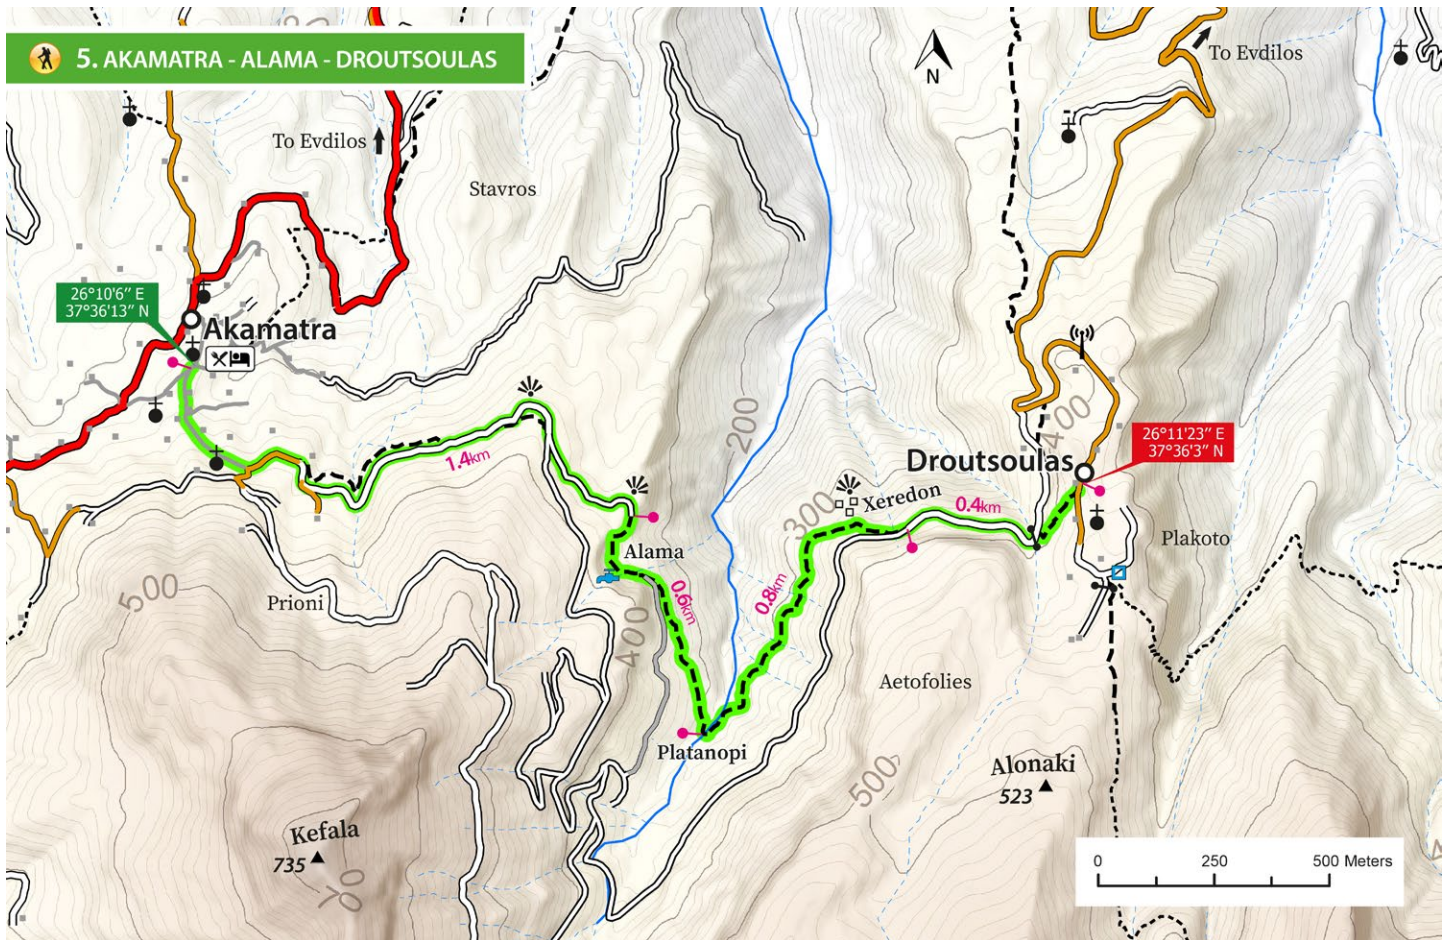 5. AKAMATRA - ALAMA - DROUTSOULAS
To Evdilos
N
To Evdilos
Stavros
26°10'6" E
37°36'13" N
Akamatra
200
400
26°11'23" E
37°36'3" N
1.4km
Droutsoulas
300
Xeredon
0.4km
Alama
Plakoto
500
Prioni
0.6km
0.8km
400
Aetofolies
Platanopi
500
Alonaki
523
Kefala
735
700
0
250
500 Meters